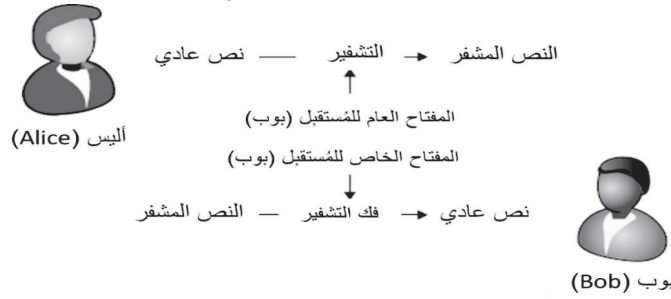 نص عادي — التشفير → النص المشفر
المفتاح العام للمُستقبل (بوب)
أليس (Alice)
المفتاح الخاص للمُستقبل (بوب)
النص المشفر — فك التشفير → نص عادي
بوب (Bob)